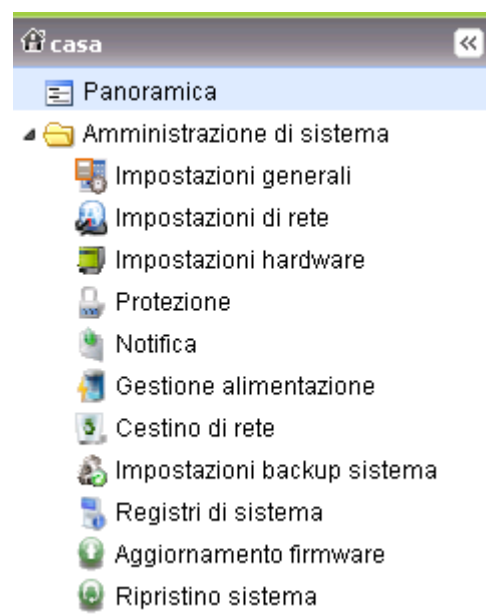 casa
Panoramica
Amministrazione di sistema
Impostazioni generali
Impostazioni di rete
Impostazioni hardware
Protezione
Notifica
Gestione alimentazione
Cestino di rete
Impostazioni backup sistema
Registri di sistema
Aggiornamento firmware
Ripristino sistema